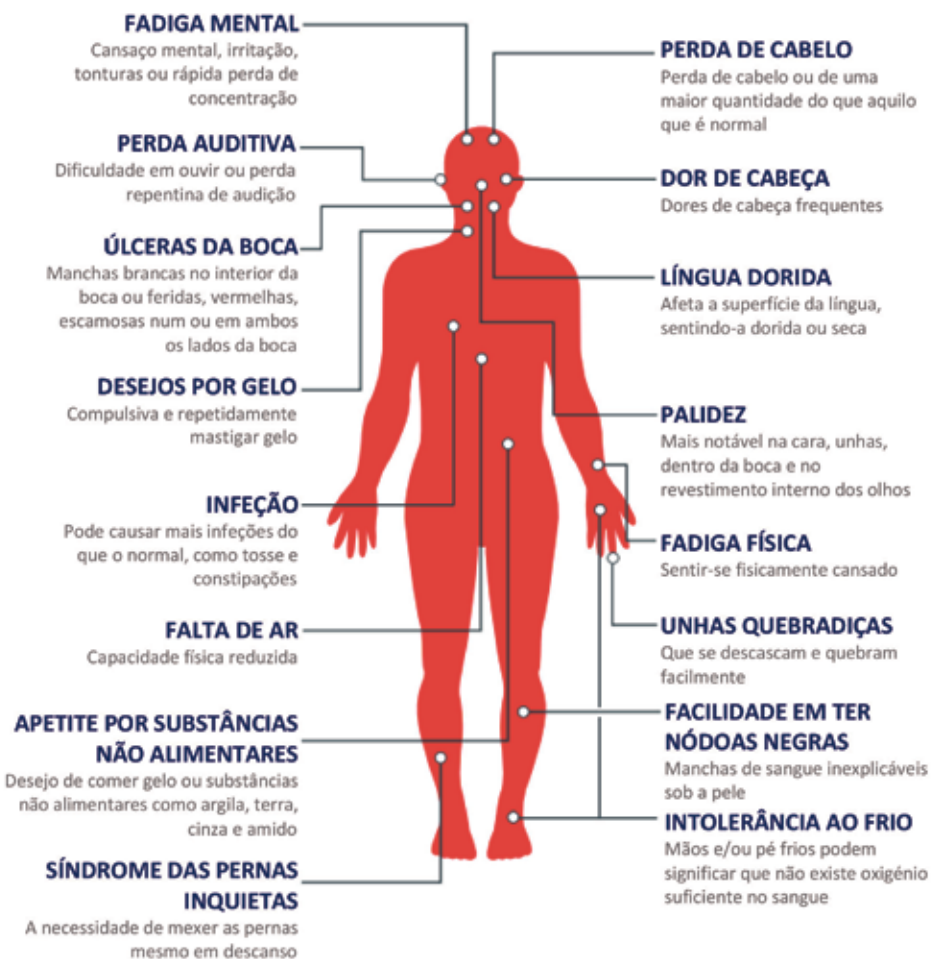 FADIGA MENTAL
Cansaço mental, irritação,
tonturas ou rápida perda de
concentração
PERDA AUDITIVA
Dificuldade em ouvir ou perda
repentina de audição
ÚLCERAS DA BOCA
Manchas brancas no interior da
boca ou feridas, vermelhas,
escamosas num ou em ambos
os lados da boca
DESEJOS POR GELO
Compulsiva e repetidamente
mastigar gelo
INFEÇÃO
Pode causar mais infeções do
que o normal, como tosse e
constipações
FALTA DE AR
Capacidade física reduzida
APETITE POR SUBSTÂNCIAS
NÃO ALIMENTARES
Desejo de comer gelo ou substâncias
não alimentares como argila, terra,
cinza e amido
SÍNDROME DAS PERNAS
INQUIETAS
A necessidade de mexer as pernas
mesmo em descanso
PERDA DE CABELO
Perda de cabelo ou de uma
maior quantidade do que aquilo
que é normal
DOR DE CABEÇA
Dores de cabeça frequentes
LÍNGUA DORIDA
Afeta a superfície da língua,
sentindo-a dorida ou seca
PALIDEZ
Mais notável na cara, unhas,
dentro da boca e no
revestimento interno dos olhos
FADIGA FÍSICA
Sentir-se fisicamente cansado
UNHAS QUEBRADIÇAS
Que se descascam e quebram
facilmente
FACILIDADE EM TER
NÓDOAS NEGRAS
Manchas de sangue inexplicáveis
sob a pele
INTOLERÂNCIA AO FRIO
Mãos e/ou pé frios podem
significar que não existe oxigénio
suficiente no sangue